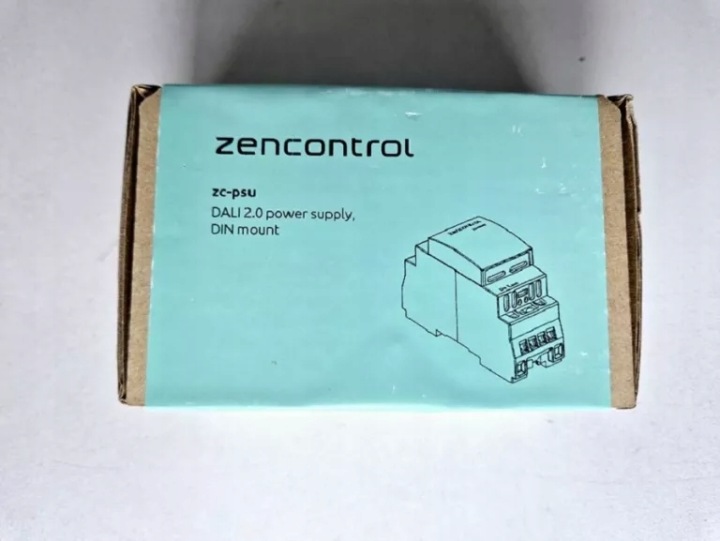 zencontrol
zc-psu
DALI 2.0 power supply,
DIN mount